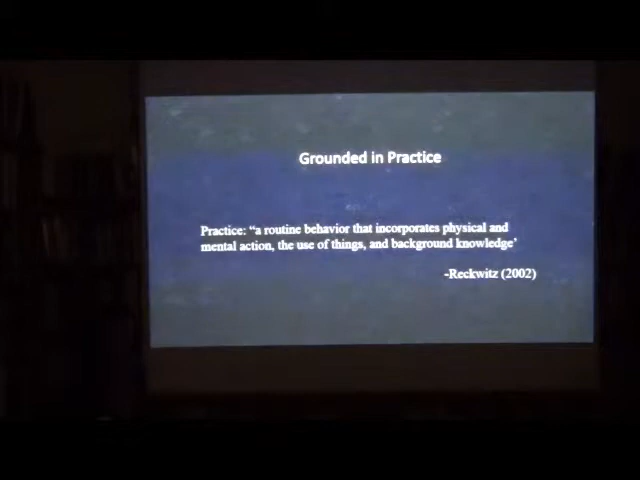 Grounded in Practice
Practice: “a routine behavior that incorporates physical and
mental action, the use of things, and background knowledge’
-Reckwitz (2002)